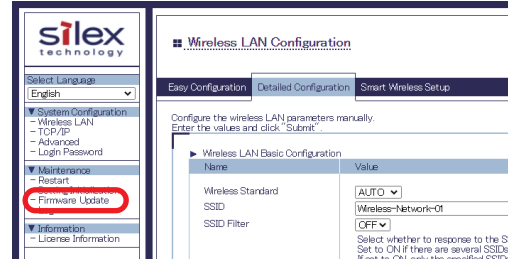 silex
technology
Select Language
English
▼ System Configuration
- Wireless LAN
- TCP/IP
- Advanced
- Login Password
▼ Maintenance
- Restart
- Firmware Update
▼ Information
- License Information
Wireless LAN Configuration
Easy Configuration Detailed Configuration Smart Wireless Setup
Configure the wireless LAN parameters manually.
Enter the values and click "Submit".
► Wireless LAN Basic Configuration
Name Value
Wireless Standard AUTO
SSID Wireless-Network-01
SSID Filter OFF
Select whether to response to the S
Set to ON if there are several SSIDs